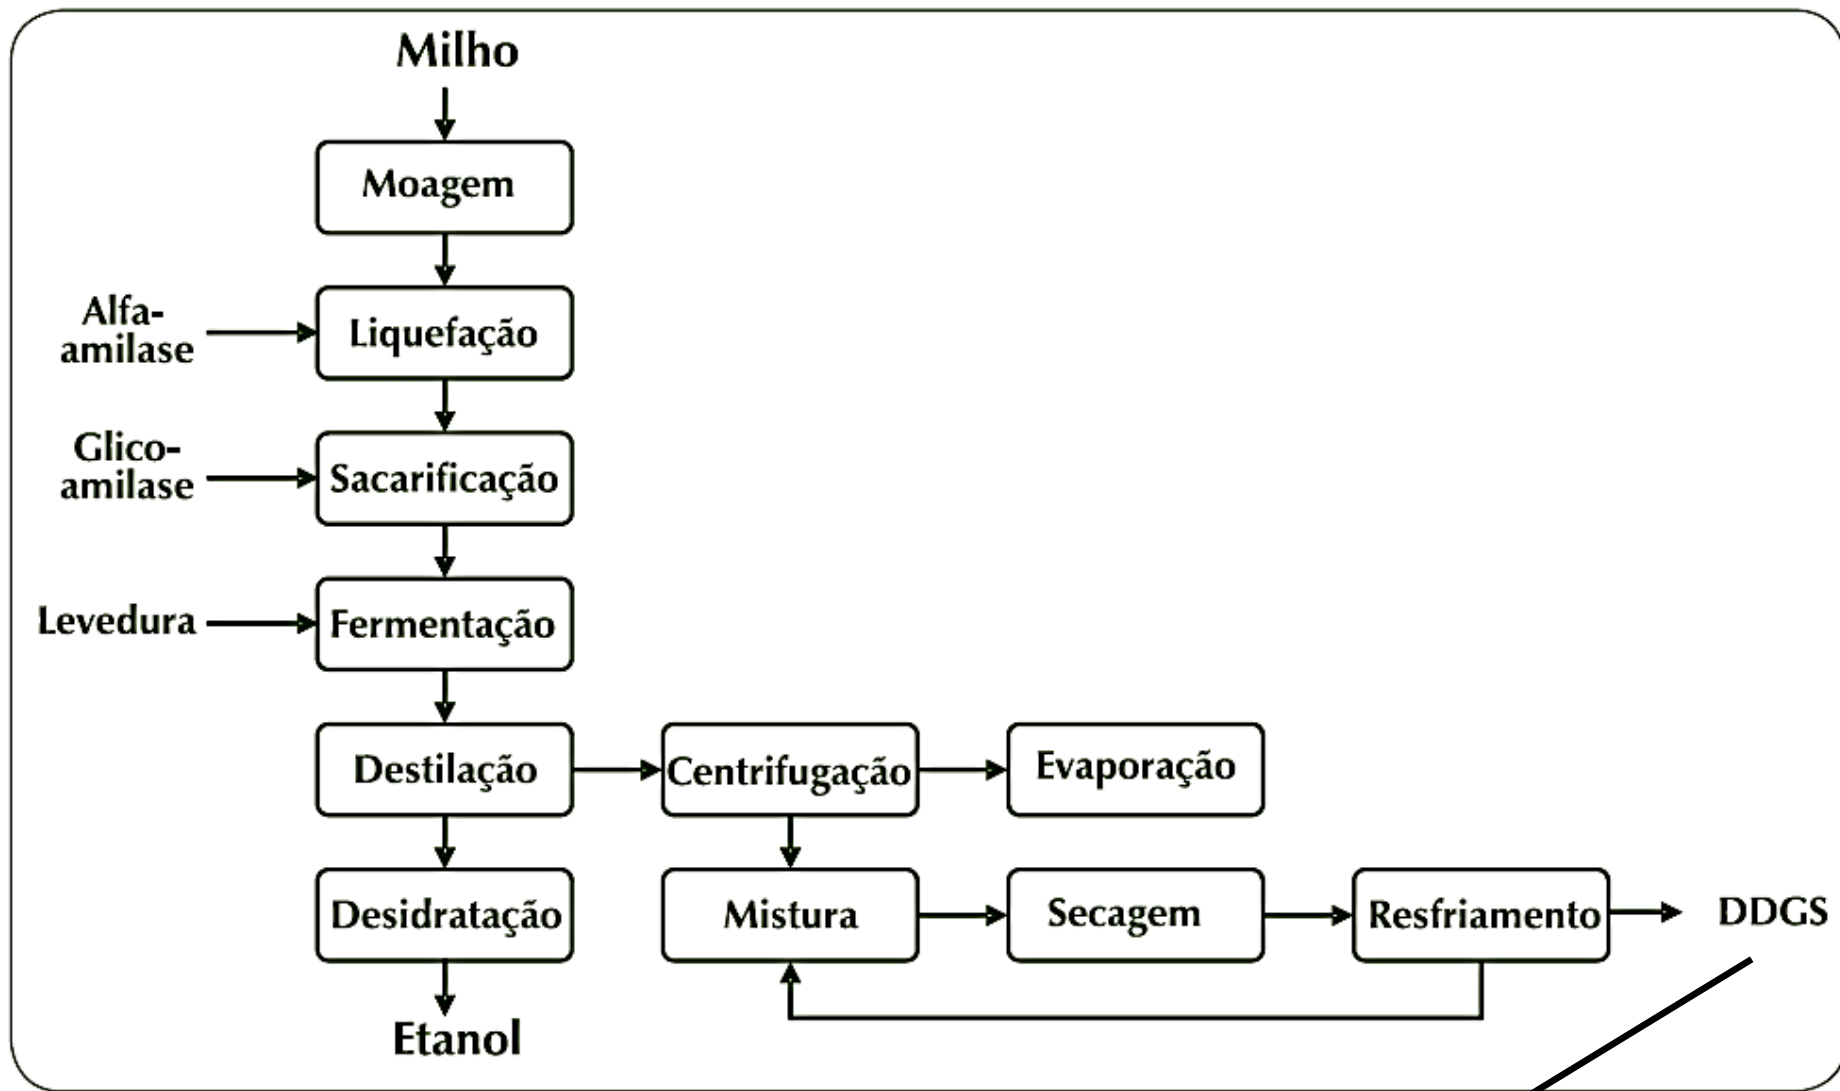 Milho
Moagem
Alfa-
amilase
Liquefação
Glico-
amilase
Sacarificação
Levedura
Fermentação
Destilação
Centrifugação
Evaporação
Desidratação
Mistura
Secagem
Resfriamento
DDGS
Etanol